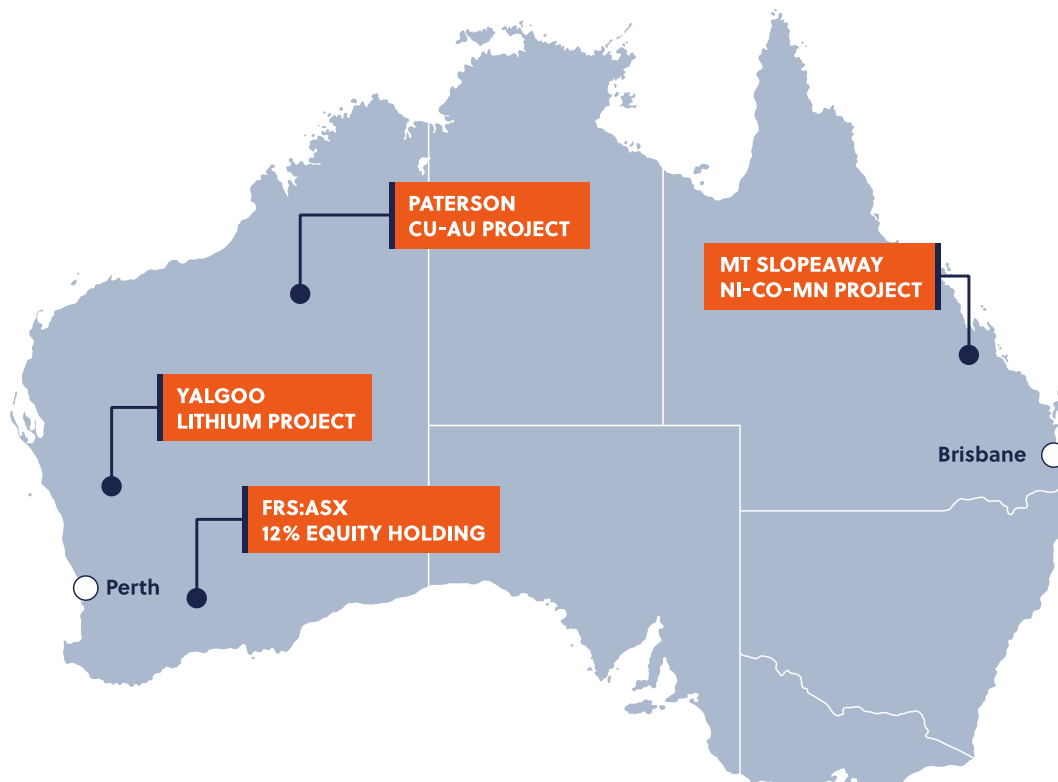 PATERSON
CU-AU PROJECT
MT SLOPEAWAY
NI-CO-MN PROJECT
YALGOO
LITHIUM PROJECT
Brisbane
FRS:ASX
12% EQUITY HOLDING
Perth